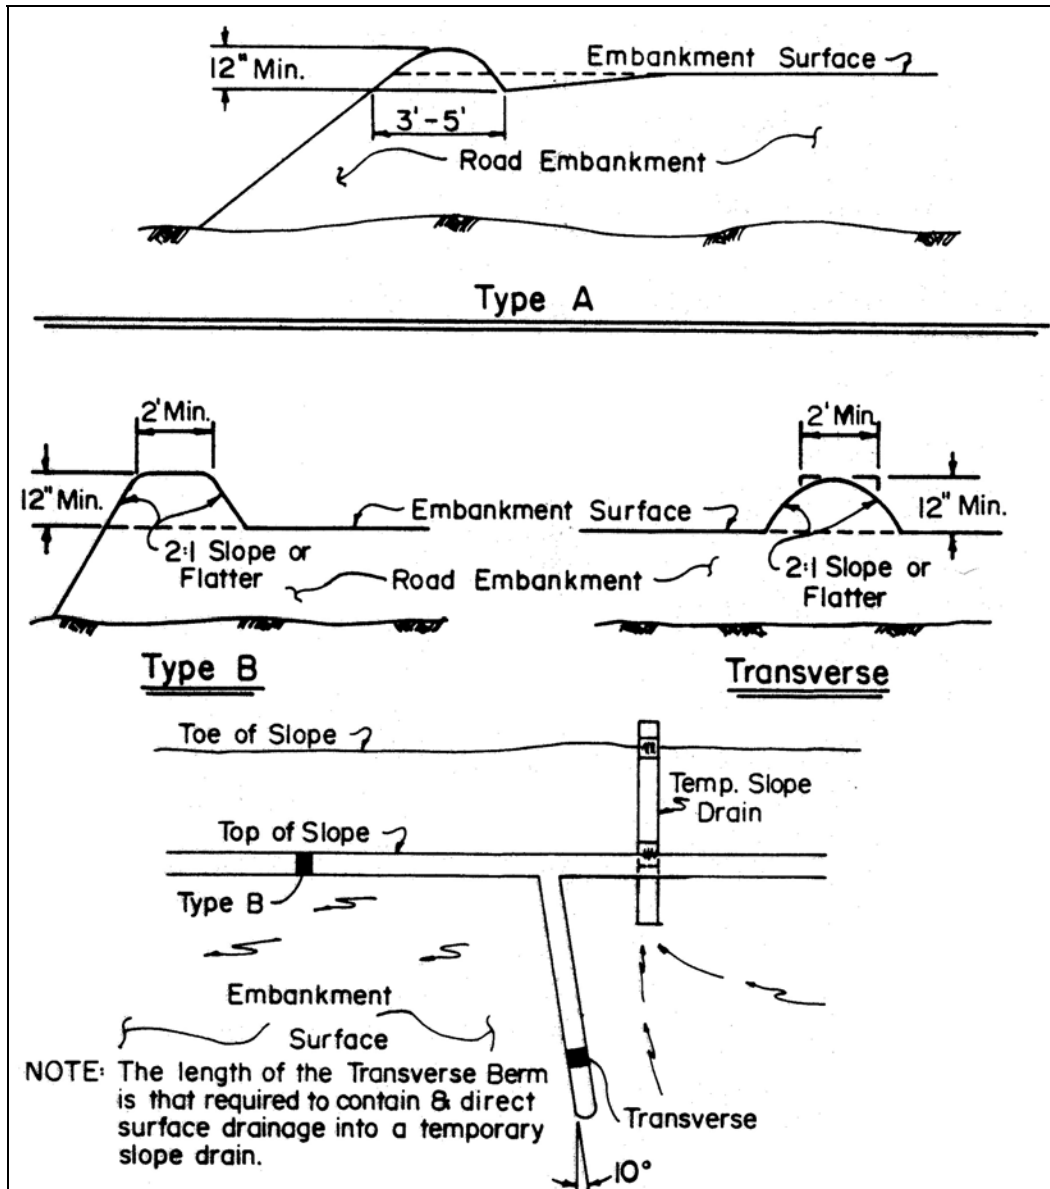 Embankment Surface
12" Min.
3'-5'
Road Embankment
Type A
2' Min.
2' Min.
12" Min.
Embankment Surface
12" Min.
2:1 Slope or
Flatter
Road Embankment
2:1 Slope or
Flatter
Type B
Transverse
Toe of Slope
Temp. Slope
Drain
Top of Slope
Type B
Embankment
Surface
NOTE: The length of the Transverse Berm
is that required to contain & direct
surface drainage into a temporary
slope drain.
Transverse
10°